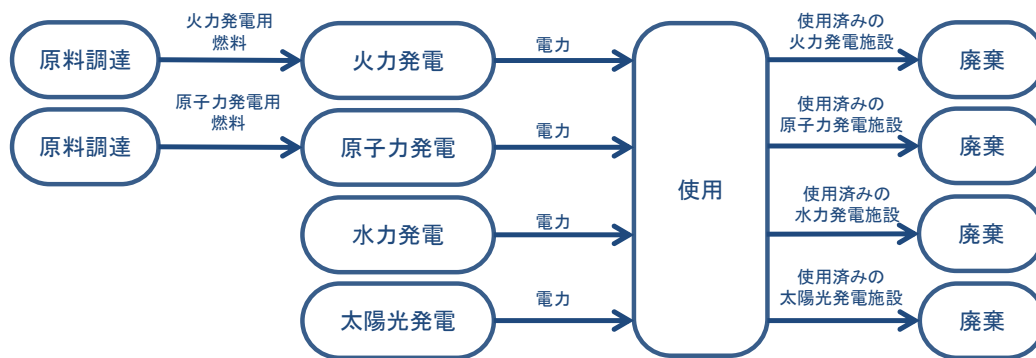 火力発電用
燃料
原料調達
火力発電
電力
使用済みの
火力発電施設
廃棄
原子力発電用
燃料
原料調達
原子力発電
電力
使用済みの
原子力発電施設
廃棄
使用
水力発電
電力
使用済みの
水力発電施設
廃棄
太陽光発電
電力
使用済みの
太陽光発電施設
廃棄